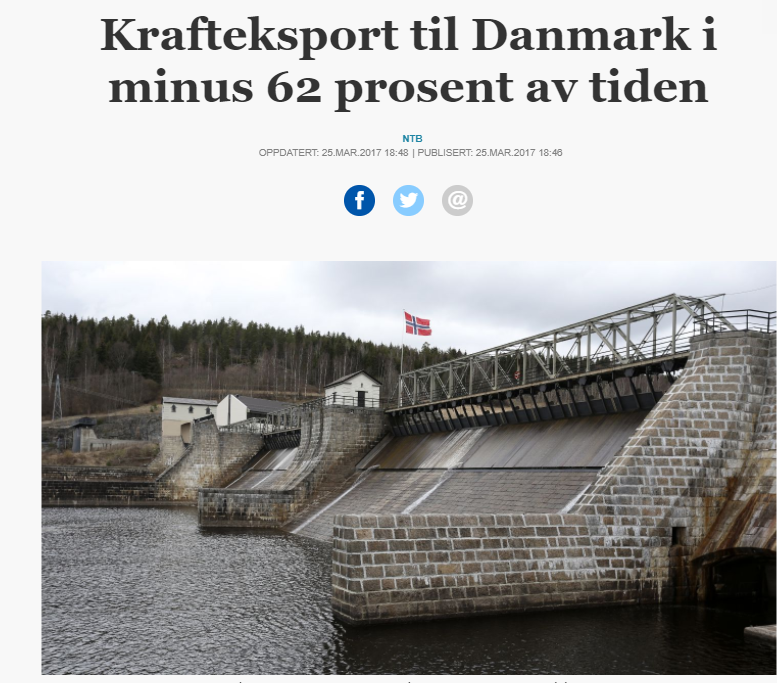 Krafteksport til Danmark i
minus 62 prosent av tiden
NTB
OPPDATERT: 25.MAR.2017 18:48 | PUBLISERT: 25.MAR.2017 18:46
f
@